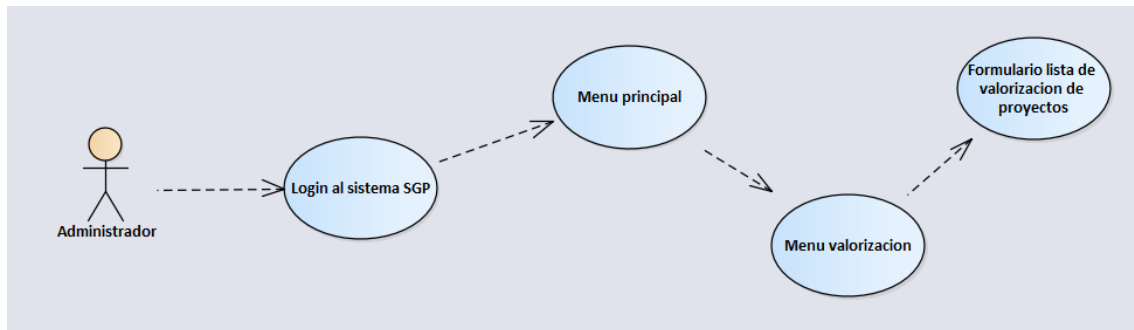 Administrador
Login al sistema SGP
Menu principal
Menu valorizacion
Formulario lista de
valorizacion de
proyectos